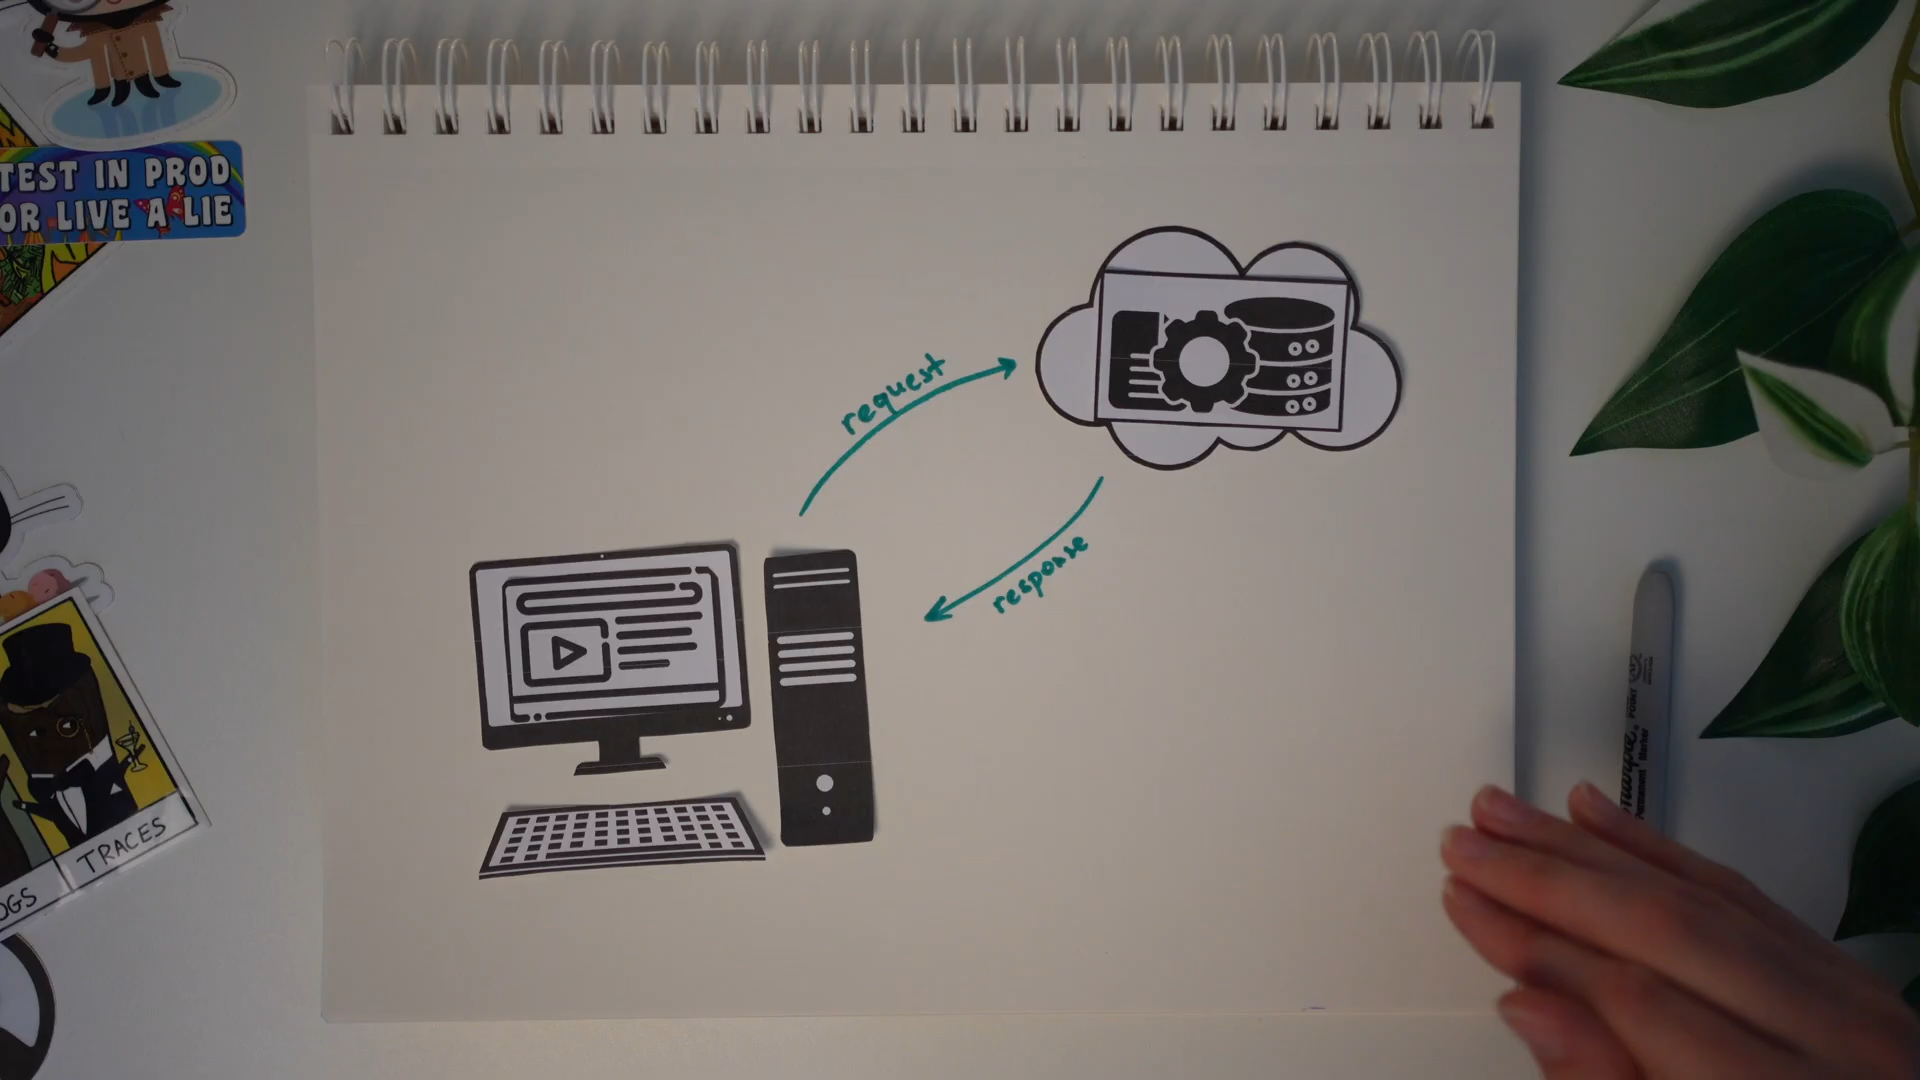 TEST IN PROD
OR LIVE A LIE
request
response
TRACES
OGS